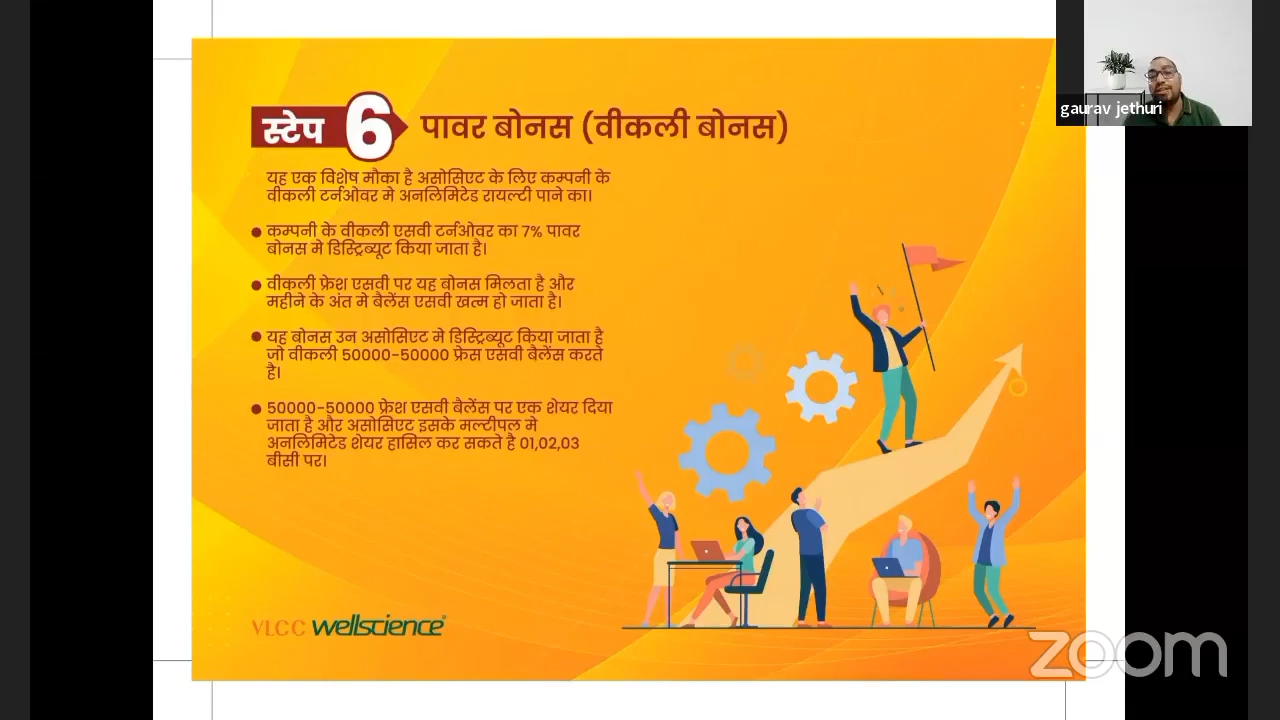 स्टेप 6 पावर बोनस (वीकली बोनस)
यह एक विशेष मौका है असोसिएट के लिए कम्पनी के
वीकली टर्नओवर मे अनलिमिटेड रायल्टी पाने का।
कम्पनी के वीकली एसवी टर्नओवर का 7% पावर
बोनस मे डिस्ट्रिब्यूट किया जाता है।
वीकली फ्रेश एसवी पर यह बोनस मिलता है और
महीने के अंत मे बैलेंस एसवी खत्म हो जाता है।
यह बोनस उन असोसिएट मे डिस्ट्रिब्यूट किया जाता है
जो वीकली 50000-50000 फ्रेस एसवी बैलेंस करते
है।
50000-50000 फ्रेश एसवी बैलेंस पर एक शेयर दिया
जाता है और असोसिएट इसके मल्टीपल मे
अनलिमिटेड शेयर हासिल कर सकते है 01,02,03
बीसी पर।
VLCC wellscience
gaurav jethuri
zoom